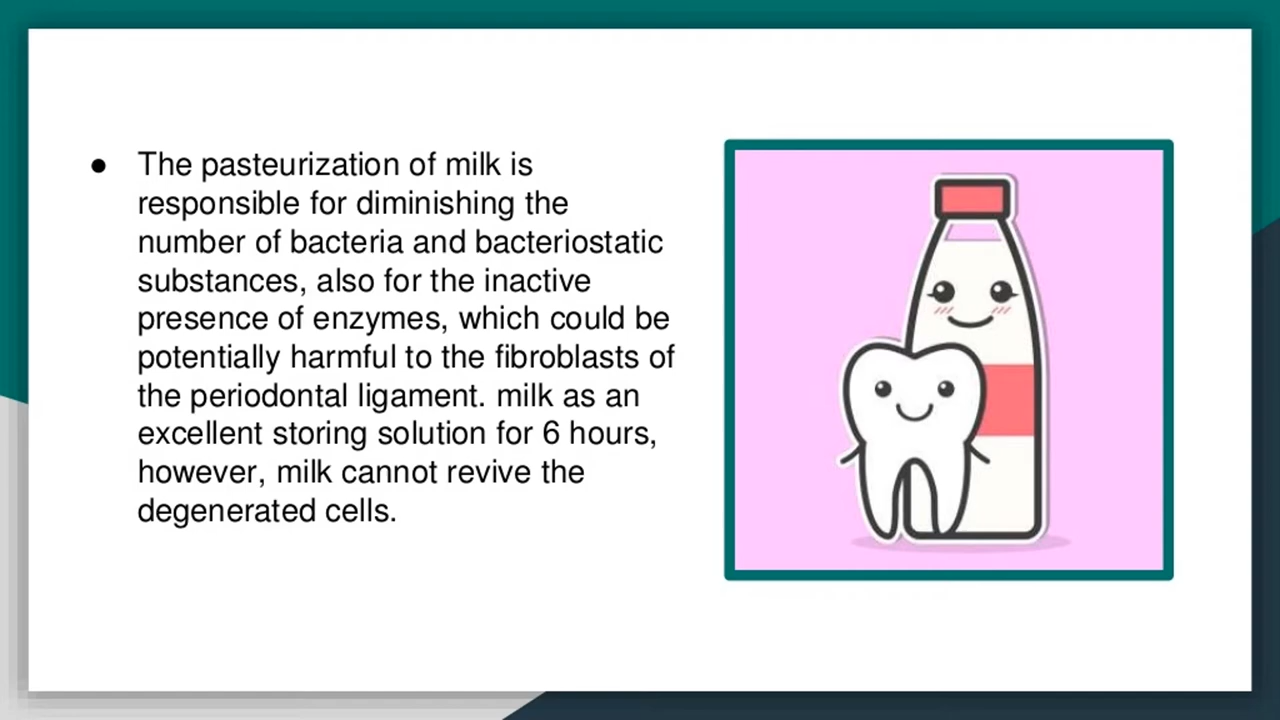 ● The pasteurization of milk is
responsible for diminishing the
number of bacteria and bacteriostatic
substances, also for the inactive
presence of enzymes, which could be
potentially harmful to the fibroblasts of
the periodontal ligament. milk as an
excellent storing solution for 6 hours,
however, milk cannot revive the
degenerated cells.